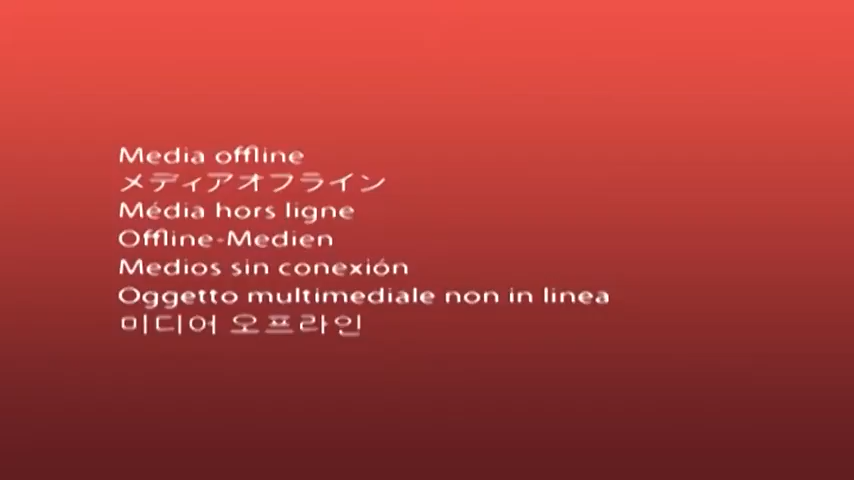 Media offline
メディアオフライン
Média hors ligne
Offline-Medien
Medios sin conexión
Oggetto multimediale non in linea
미디어 오프라인